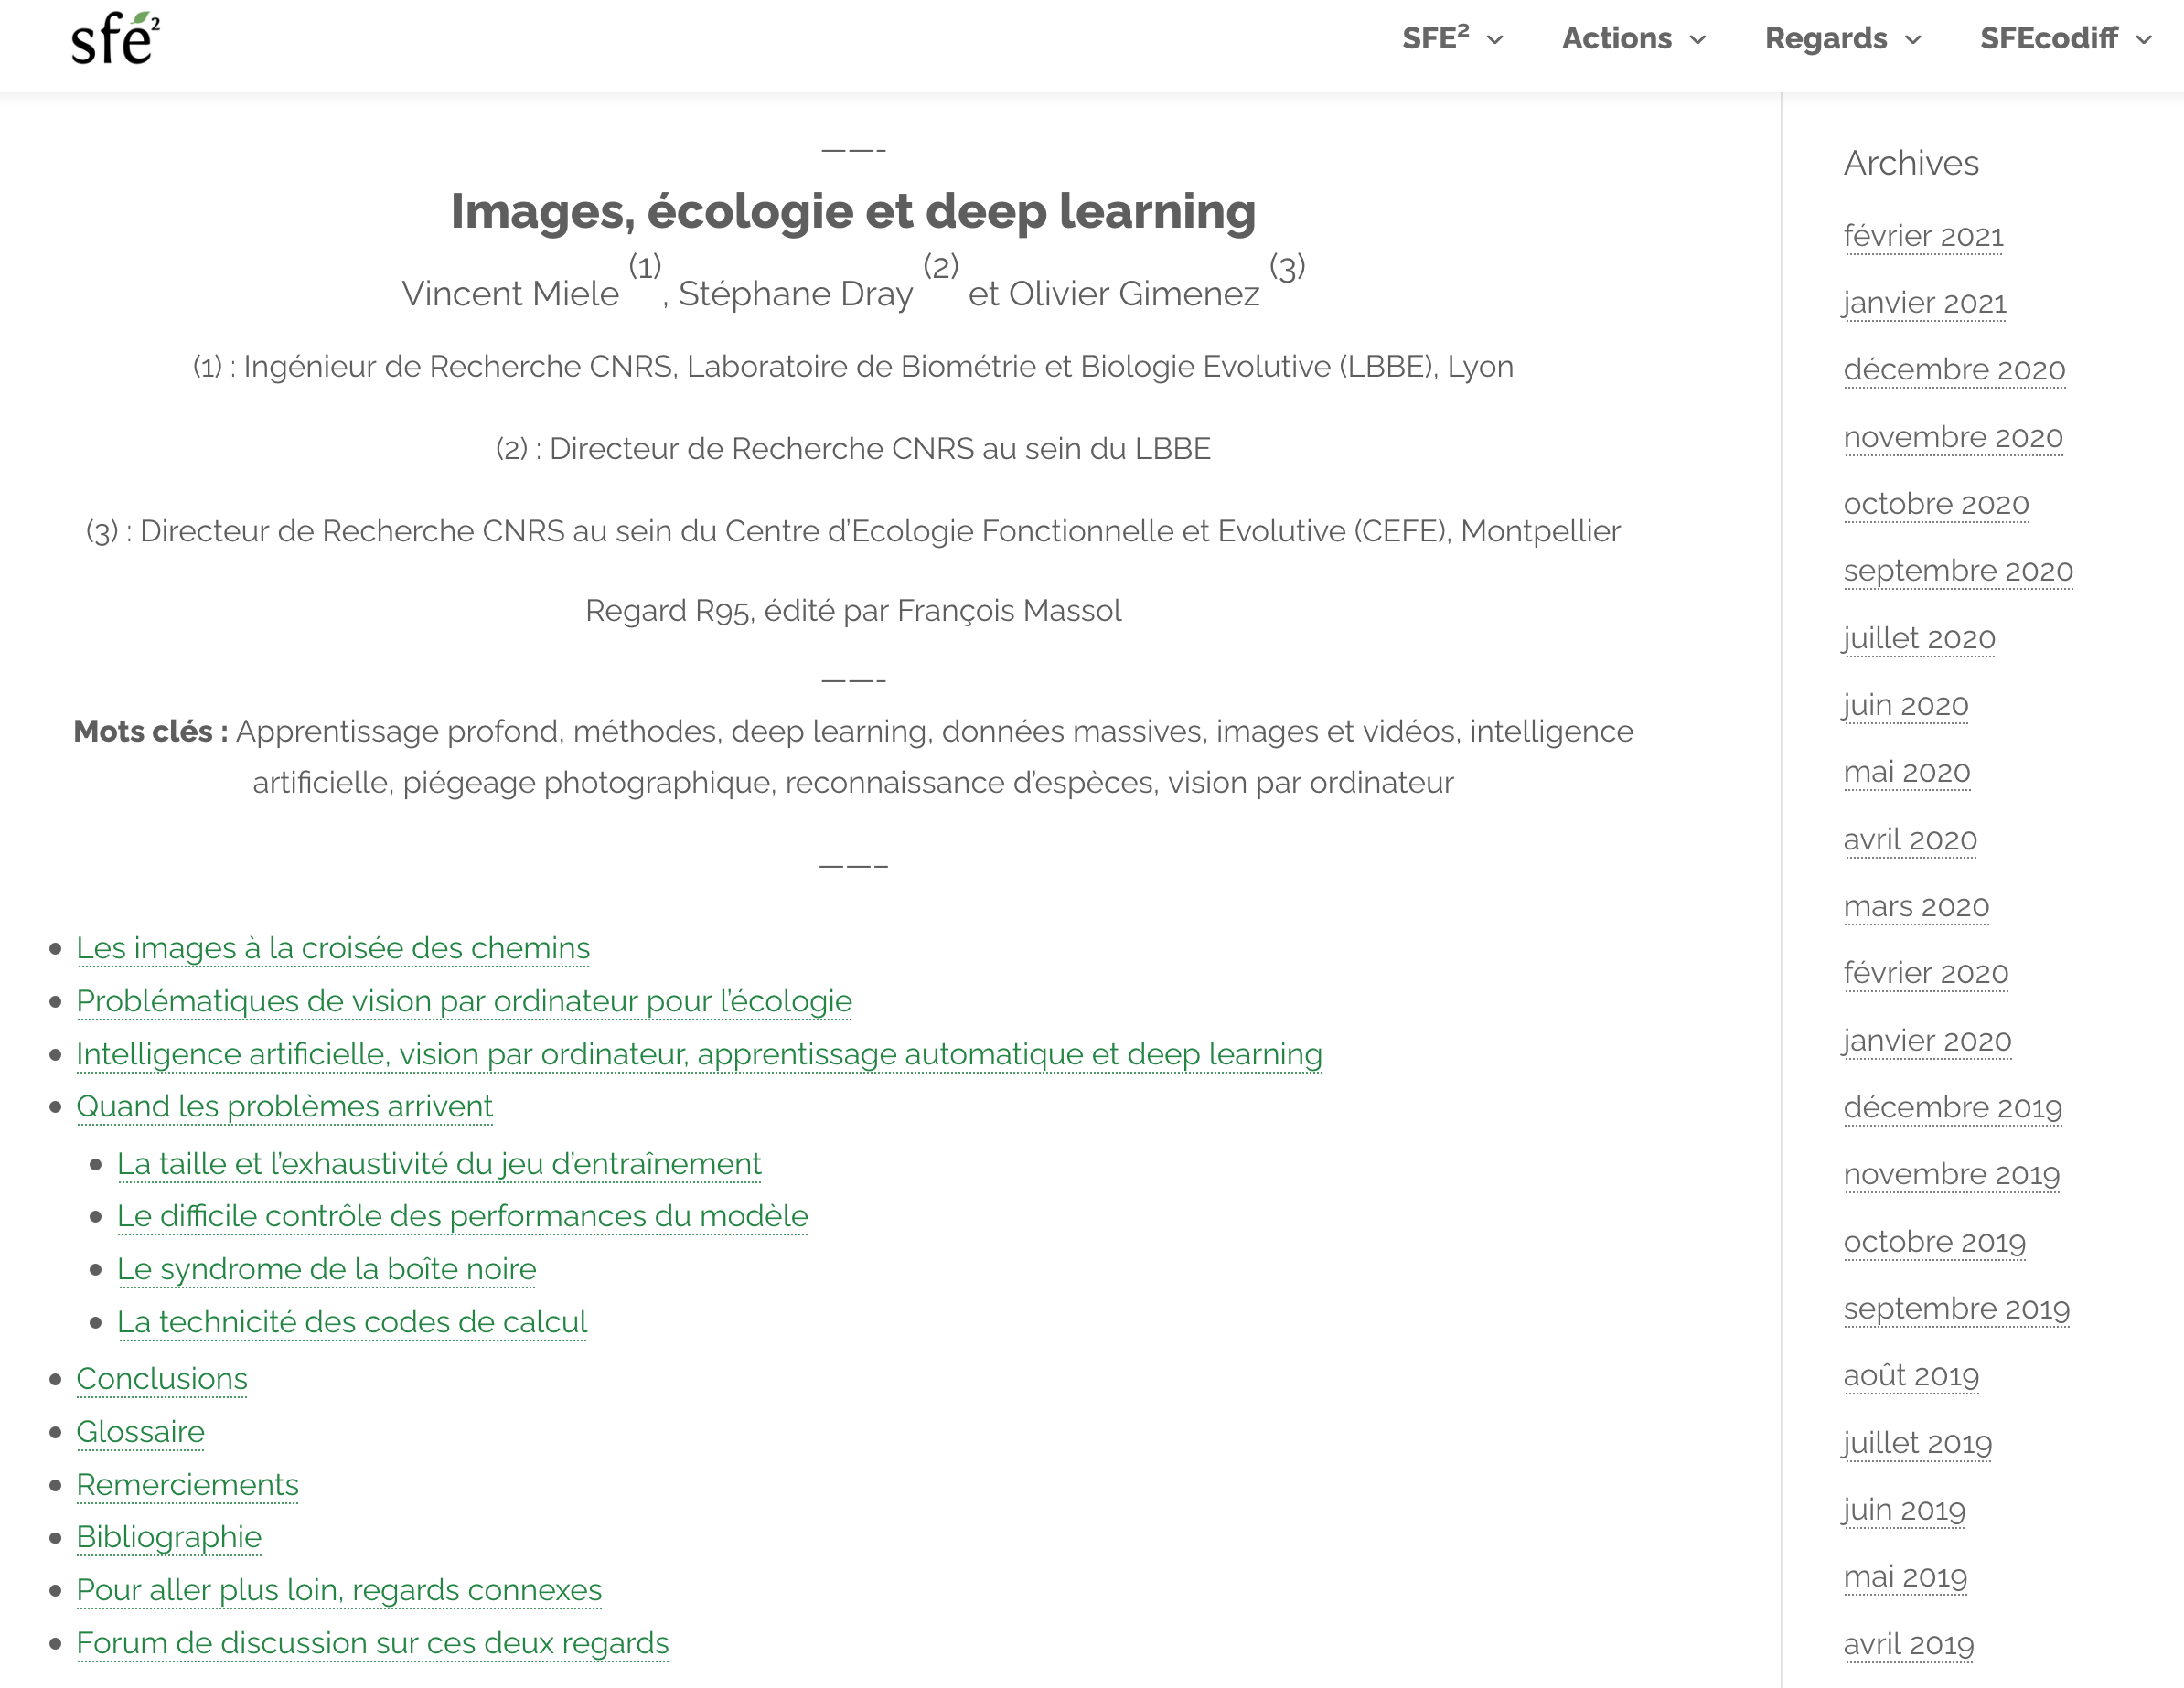 sfé²
SFE² Actions Regards SFEcodiff
———-
Images, écologie et deep learning
Vincent Miele (1), Stéphane Dray (2) et Olivier Gimenez (3)
(1) : Ingénieur de Recherche CNRS, Laboratoire de Biométrie et Biologie Evolutive (LBBE), Lyon
(2) : Directeur de Recherche CNRS au sein du LBBE
(3) : Directeur de Recherche CNRS au sein du Centre d’Ecologie Fonctionnelle et Evolutive (CEFE), Montpellier
Regard R95, édité par François Massol
———-
Mots clés : Apprentissage profond, méthodes, deep learning, données massives, images et vidéos, intelligence
artificielle, piégeage photographique, reconnaissance d’espèces, vision par ordinateur
———–
Les images à la croisée des chemins
Problématiques de vision par ordinateur pour l’écologie
Intelligence artificielle, vision par ordinateur, apprentissage automatique et deep learning
Quand les problèmes arrivent
La taille et l’exhaustivité du jeu d’entraînement
Le difficile contrôle des performances du modèle
Le syndrome de la boîte noire
La technicité des codes de calcul
Conclusions
Glossaire
Remerciements
Bibliographie
Pour aller plus loin, regards connexes
Forum de discussion sur ces deux regards
Archives
février 2021
janvier 2021
décembre 2020
novembre 2020
octobre 2020
septembre 2020
juillet 2020
juin 2020
mai 2020
avril 2020
mars 2020
février 2020
janvier 2020
décembre 2019
novembre 2019
octobre 2019
septembre 2019
août 2019
juillet 2019
juin 2019
mai 2019
avril 2019